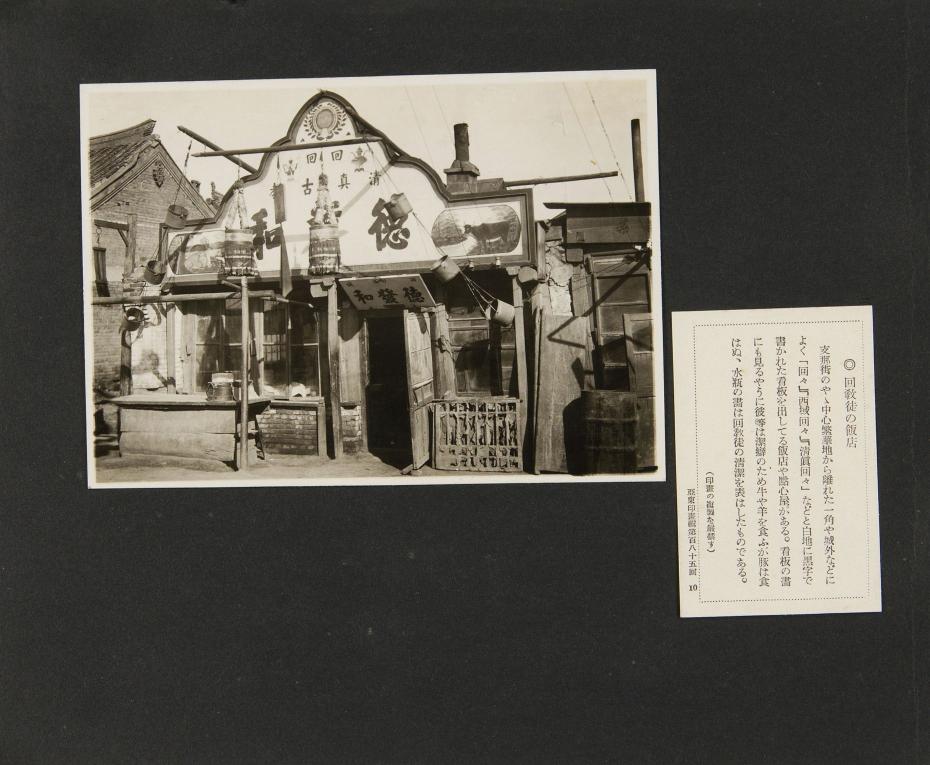 回回
清真古教
德發和
德發和
◎ 回教徒の飯店
支那街のやゝ中心繁華地から離れた一角や城外などに
よく「回々」『西域回々』『清眞回々』などと白地に黒字で
書かれた看板を出してる飯店や點心屋がある。看板の畵
にも見るやうに彼等は潔癖のため牛や羊を食ふが豚は食
はぬ、水瓶の畵は回教徒の清潔を表はしたものである。
(印畫の複製を嚴禁す)
亞東印畫輯第百八十五回 10